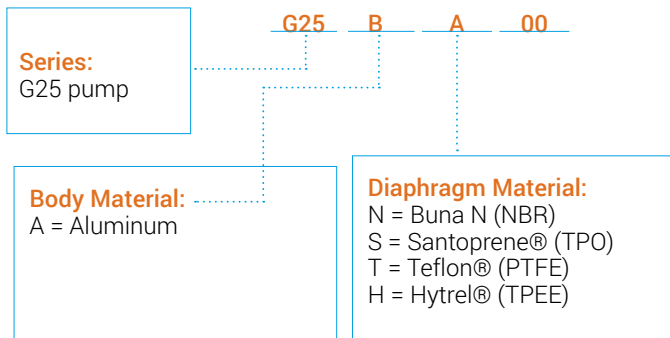 G25 B A 00
Series:
G25 pump
Body Material:
A = Aluminum
Diaphragm Material:
N = Buna N (NBR)
S = Santoprene® (TPO)
T = Teflon® (PTFE)
H = Hytrel® (TPEE)